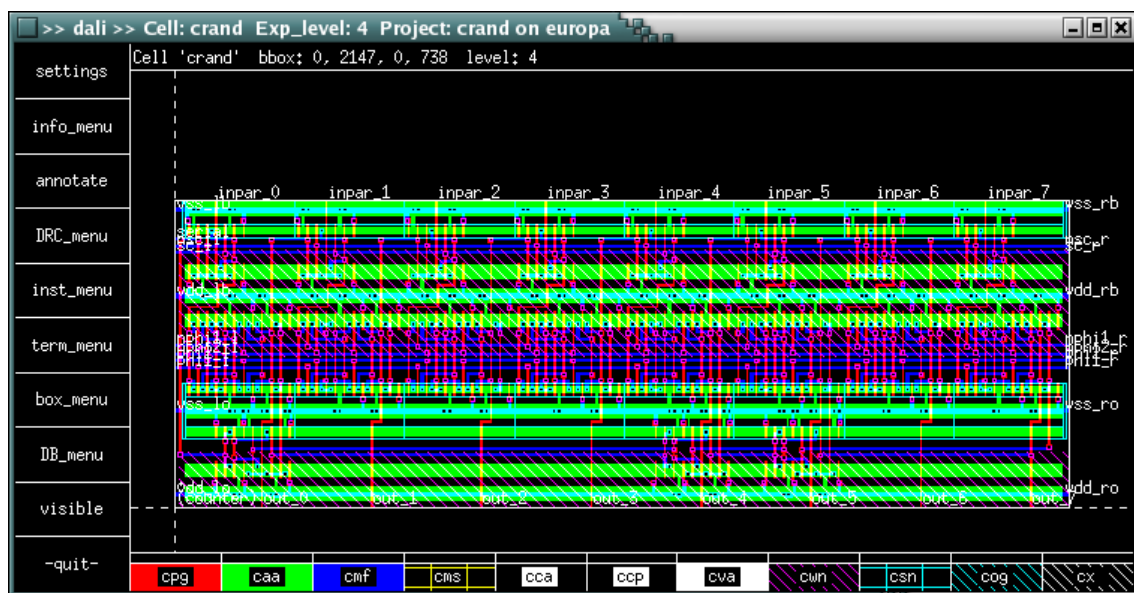 >> dali >> Cell: crand Exp_level: 4 Project: crand on europa
Cell 'crand' bbox: 0, 2147, 0, 738 level: 4
settings
info_menu
annotate
DRC_menu
inst_menu
term_menu
box_menu
DB_menu
visible
-quit-
inpar_0 inpar_1 inpar_2 inpar_3 inpar_4 inpar_5 inpar_6 inpar_7
vss_rb
vdd_lb vdd_rb
vss_lo vss_ro
vdd_ro
out_0 out_1 out_2 out_3 out_4 out_5 out_6
cpg caa cmf cms cca ccp cva cwn csn cog cx